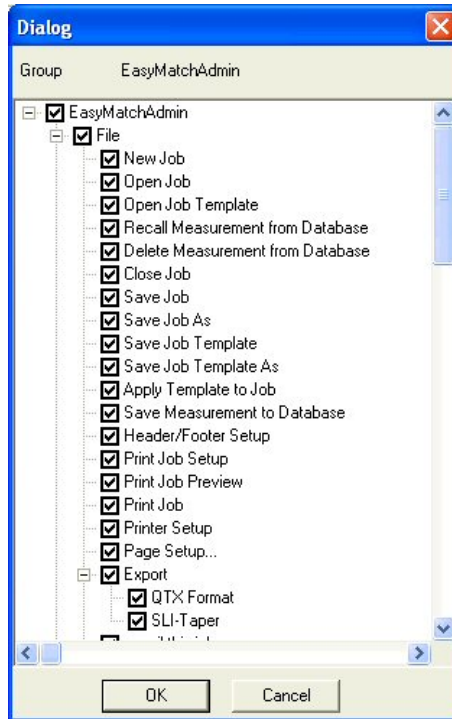 Dialog
Group EasyMatchAdmin
EasyMatchAdmin
File
New Job
Open Job
Open Job Template
Recall Measurement from Database
Delete Measurement from Database
Close Job
Save Job
Save Job As
Save Job Template
Save Job Template As
Apply Template to Job
Save Measurement to Database
Header/Footer Setup
Print Job Setup
Print Job Preview
Print Job
Printer Setup
Page Setup...
Export
QTX Format
SLI-Taper
OK Cancel